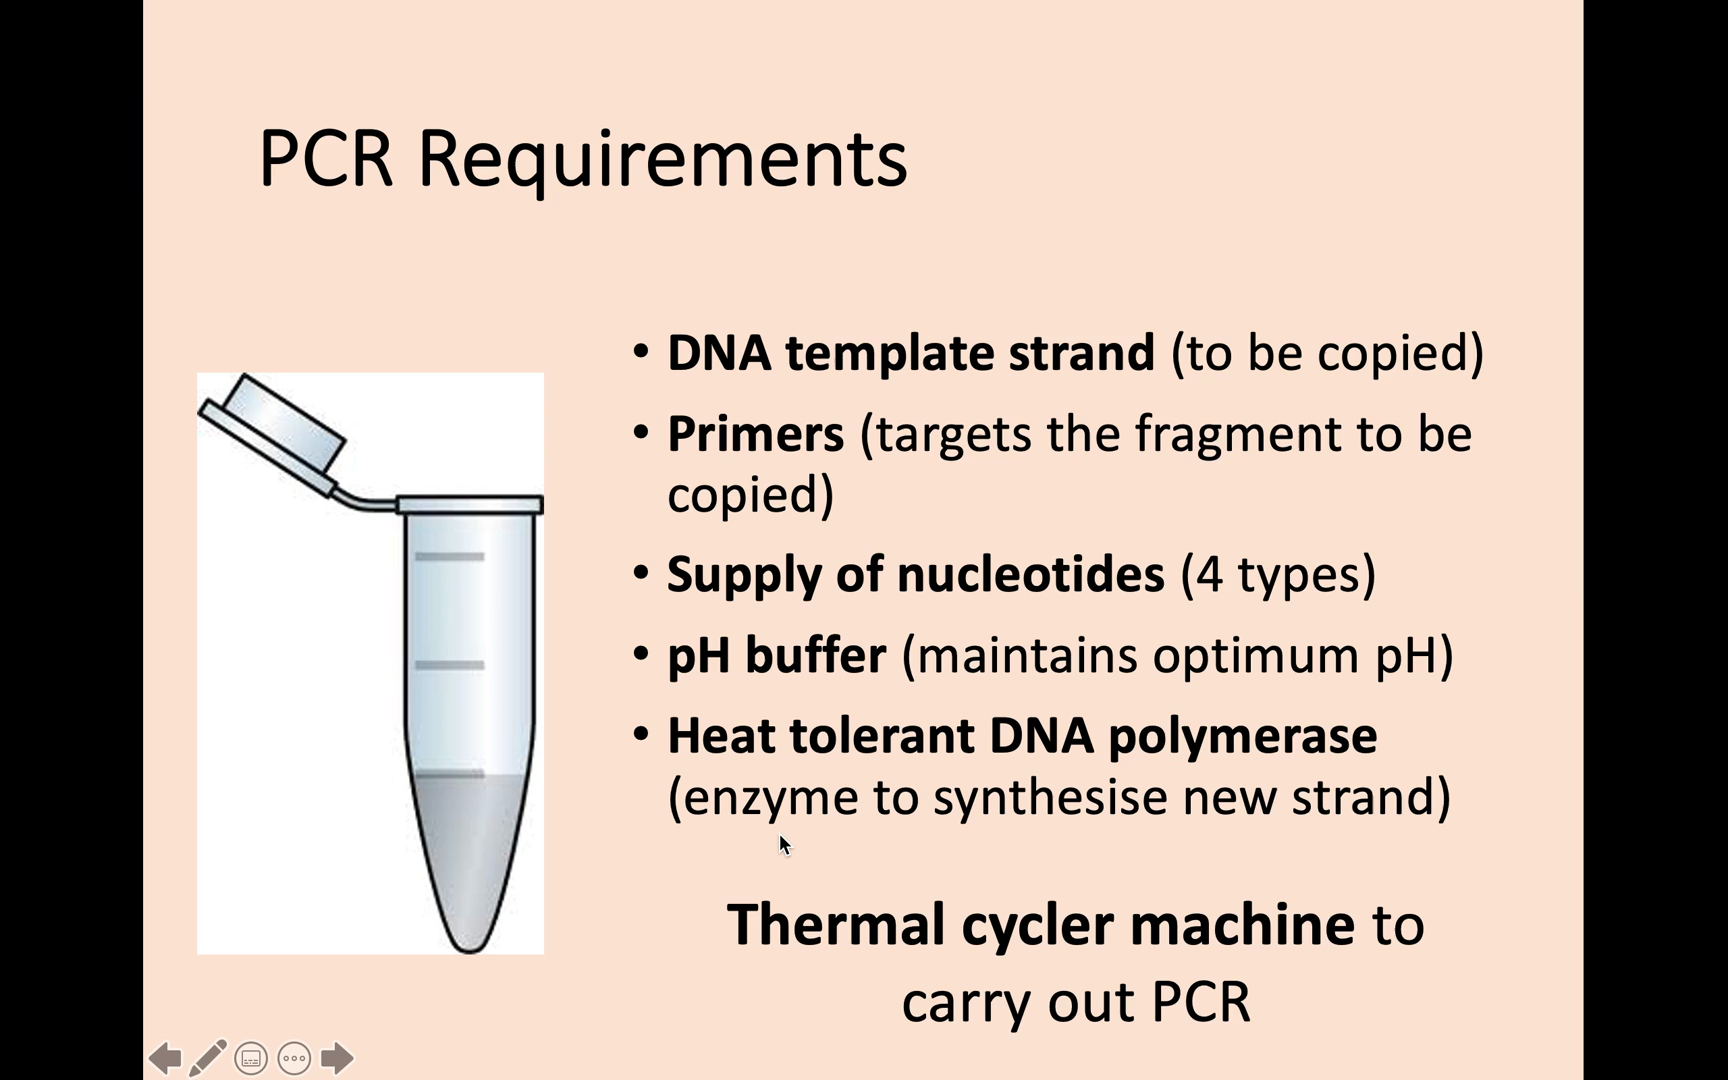 PCR Requirements
• DNA template strand (to be copied)
• Primers (targets the fragment to be
copied)
• Supply of nucleotides (4 types)
• pH buffer (maintains optimum pH)
• Heat tolerant DNA polymerase
(enzyme to synthesise new strand)
Thermal cycler machine to
carry out PCR